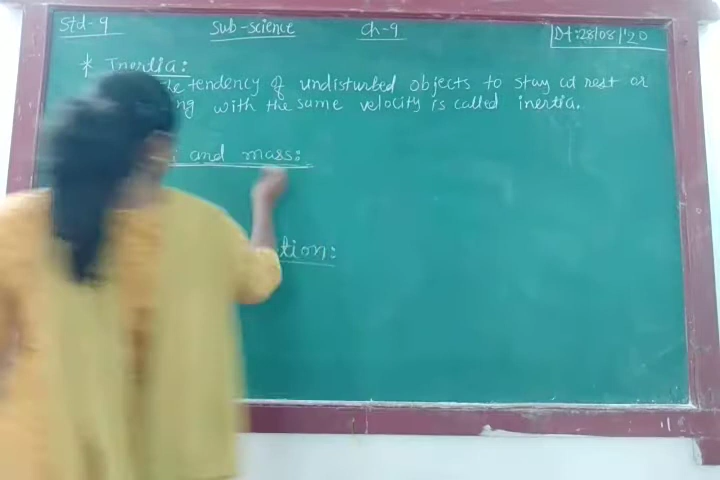 Std-9 Sub-science Ch-9 Dt:28/08/'20
* Inertia:
tendency of undisturbed objects to stay at rest or
with the same velocity is called inertia.
and mass: